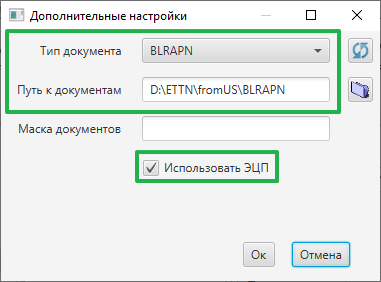 Дополнительные настройки
Тип документа BLRAPN
Путь к документам D:\ETTN\fromUS\BLRAPN
Маска документов
Использовать ЭЦП
Ок Отмена